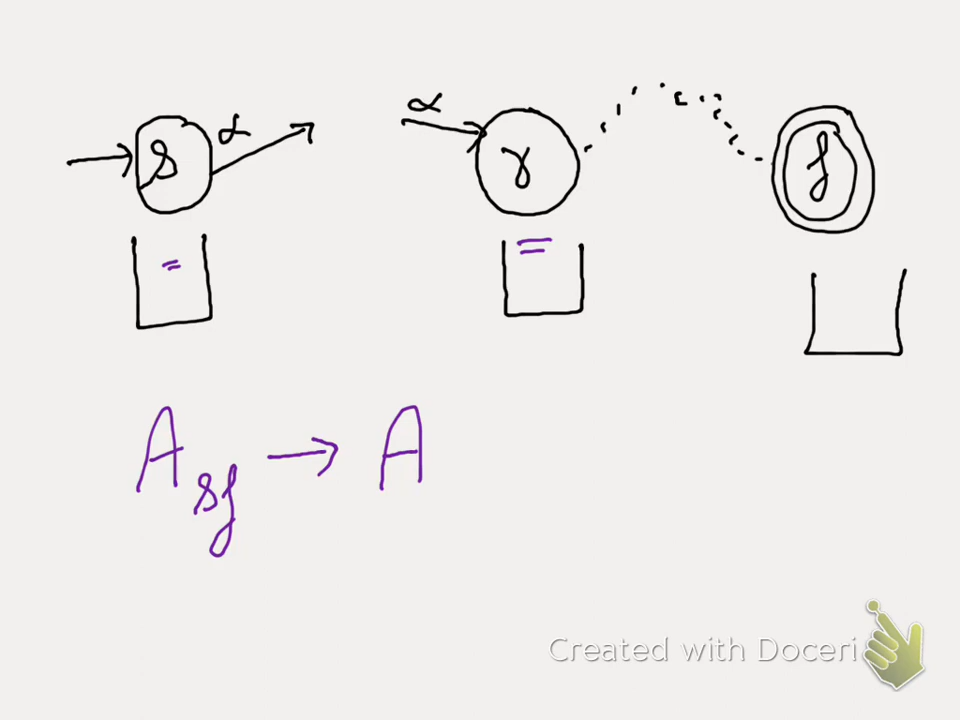 α α
s r f
= =
A_sf → A
Created with Doceri